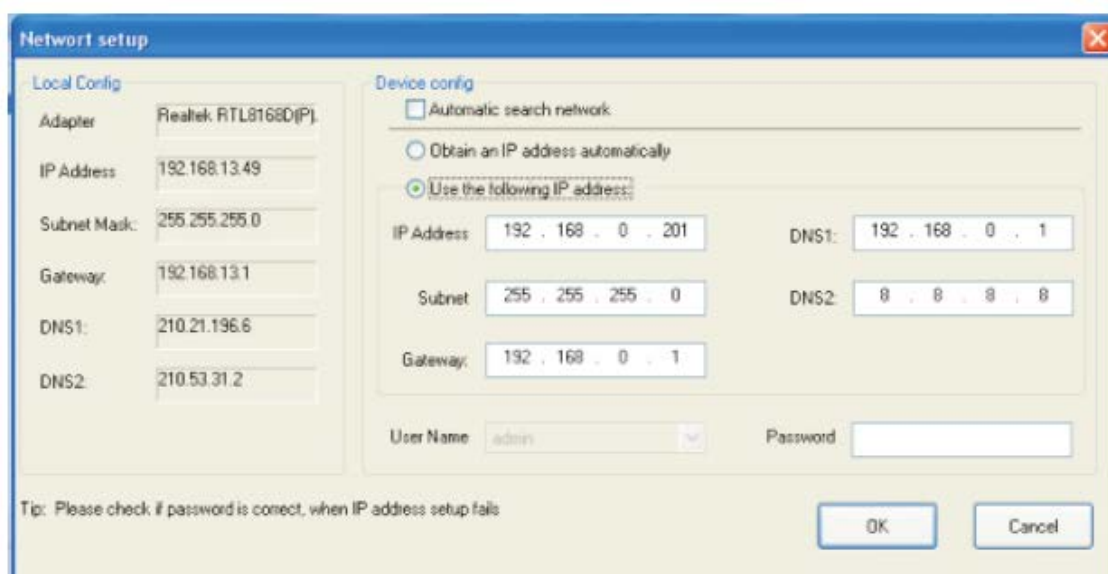 Networt setup
Local Config
Adapter Realtek RTL8168D(P).
IP Address 192.168.13.49
Subnet Mask: 255.255.255.0
Gateway: 192.168.13.1
DNS1: 210.21.196.6
DNS2: 210.53.31.2
Device config
Automatic search network
Obtain an IP address automatically
Use the following IP address:
IP Address 192 . 168 . 0 . 201 DNS1: 192 . 168 . 0 . 1
Subnet 255 . 255 . 255 . 0 DNS2: 8 . 8 . 8 . 8
Gateway: 192 . 168 . 0 . 1
User Name admin Password
Tip: Please check if password is correct, when IP address setup fails
OK Cancel